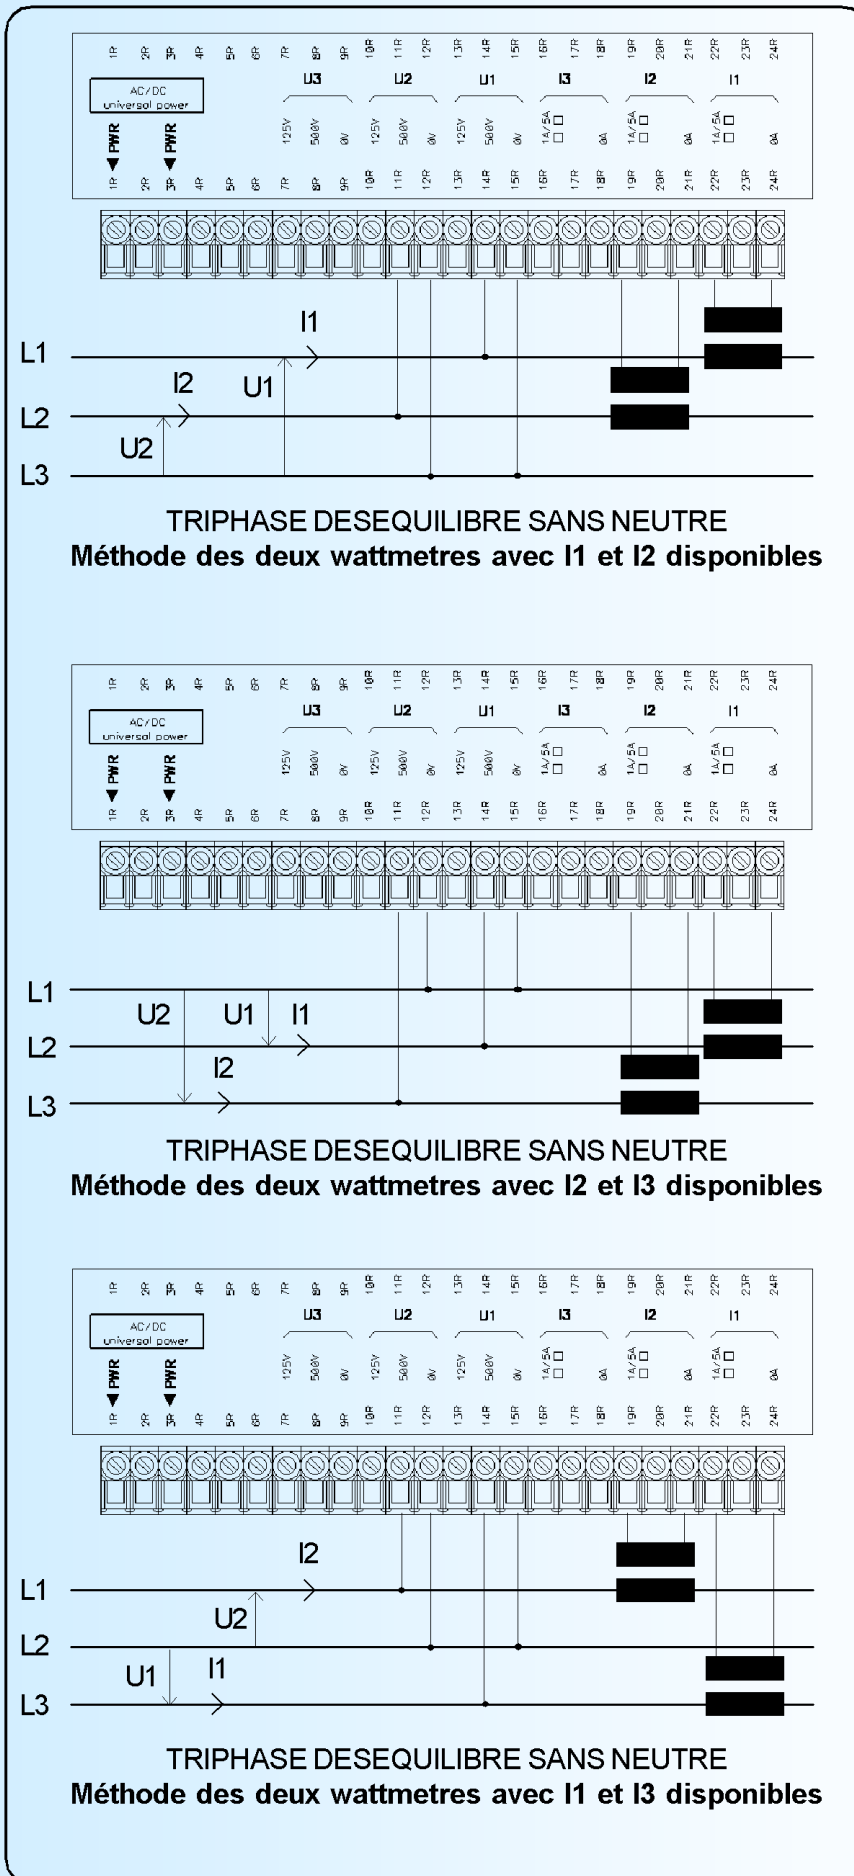 1R 2R 3R 4R 5R 6R 7R 8R 9R 10R 11R 12R 13R 14R 15R 16R 17R 18R 19R 20R 21R 22R 23R 24R
AC/DC
universal power
U3 U2 U1 I3 I2 I1
PWR PWR 125V 500V 0V 125V 500V 0V 125V 500V 0V 1A/5A 0A 1A/5A 0A 1A/5A 0A
1R 2R 3R 4R 5R 6R 7R 8R 9R 10R 11R 12R 13R 14R 15R 16R 17R 18R 19R 20R 21R 22R 23R 24R
I1
L1
I2 U1
L2
U2
L3
TRIPHASE DESEQUILIBRE SANS NEUTRE
Méthode des deux wattmetres avec I1 et I2 disponibles
1R 2R 3R 4R 5R 6R 7R 8R 9R 10R 11R 12R 13R 14R 15R 16R 17R 18R 19R 20R 21R 22R 23R 24R
AC/DC
universal power
U3 U2 U1 I3 I2 I1
PWR PWR 125V 500V 0V 125V 500V 0V 125V 500V 0V 1A/5A 0A 1A/5A 0A 1A/5A 0A
1R 2R 3R 4R 5R 6R 7R 8R 9R 10R 11R 12R 13R 14R 15R 16R 17R 18R 19R 20R 21R 22R 23R 24R
L1
U2 U1 I1
L2
I2
L3
TRIPHASE DESEQUILIBRE SANS NEUTRE
Méthode des deux wattmetres avec I2 et I3 disponibles
1R 2R 3R 4R 5R 6R 7R 8R 9R 10R 11R 12R 13R 14R 15R 16R 17R 18R 19R 20R 21R 22R 23R 24R
AC/DC
universal power
U3 U2 U1 I3 I2 I1
PWR PWR 125V 500V 0V 125V 500V 0V 125V 500V 0V 1A/5A 0A 1A/5A 0A 1A/5A 0A
1R 2R 3R 4R 5R 6R 7R 8R 9R 10R 11R 12R 13R 14R 15R 16R 17R 18R 19R 20R 21R 22R 23R 24R
I2
L1
U2
L2
U1 I1
L3
TRIPHASE DESEQUILIBRE SANS NEUTRE
Méthode des deux wattmetres avec I1 et I3 disponibles